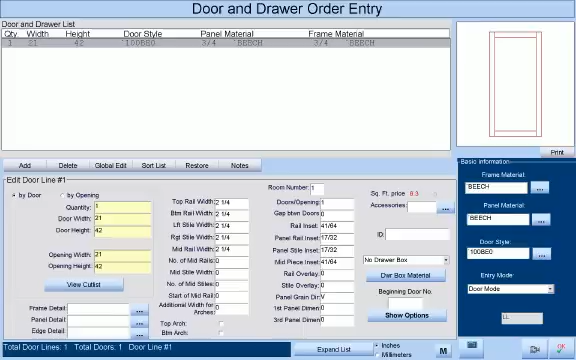 Door and Drawer Order Entry
Door and Drawer List
Qty Width Height Door Style Panel Material Frame Material
1 21 42 '100BE0 3/4 'BEECH 3/4 'BEECH
Print
Add Delete Global Edit Sort List Restore Notes
Edit Door Line #1
by Door by Opening
Quantity: 1
Door Width: 21
Door Height: 42
Opening Width: 21
Opening Height: 42
View Cutlist
Frame Detail: ...
Panel Detail: ...
Edge Detail: ...
Top Rail Width: 2 1/4
Btm Rail Width: 2 1/4
Lft Stile Width: 2 1/4
Rgt Stile Width: 2 1/4
Mid Rail Width: 2 1/4
No. of Mid Rails: 0
Mid Stile Width: 0
No. of Mid Stiles: 0
Start of Mid Rail: 0
Additional Width for Arches: 0
Top Arch:
Btm Arch:
Room Number: 1
Doors/Opening: 1
Gap btwn Doors: 0
Rail Inset: 41/64
Panel Rail Inset: 17/32
Panel Stile Inset: 17/32
Mid Piece Inset: 41/64
Rail Overlay: 0
Stile Overlay: 0
Panel Grain Dir: V
1st Panel Dimen: 0
3rd Panel Dimen: 0
Sq. Ft. price 8.3
Accessories: ...
ID:
No Drawer Box
Dwr Box Material
Beginning Door No.
Show Options
Basic Information
Frame Material:
BEECH ...
Panel Material:
BEECH ...
Door Style:
100BE0 ...
Entry Mode:
Door Mode
Total Door Lines: 1 Total Doors: 1 Door Line #1
Expand List
Inches
Millimeters
M
OK